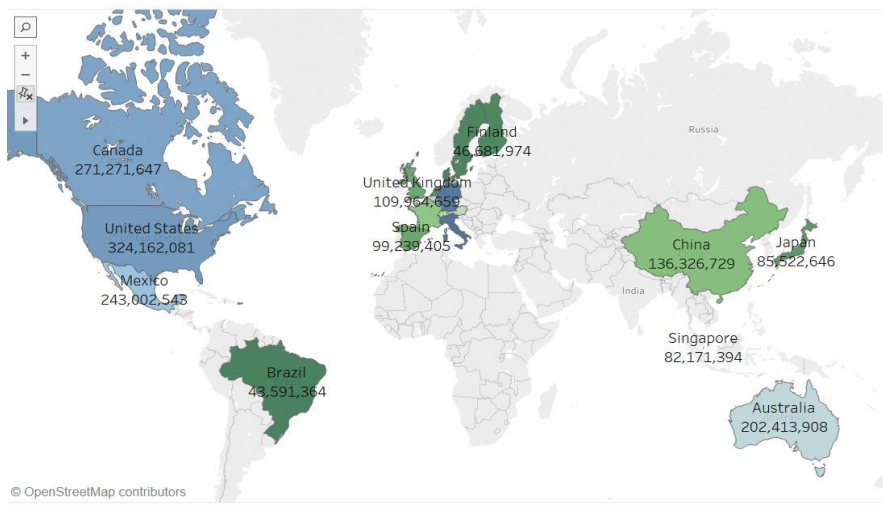 Canada
271,271,647
United States
324,162,081
Mexico
243,002,543
Brazil
43,591,364
Finland
46,681,974
United Kingdom
109,964,659
Spain
99,239,405
Russia
China
136,326,729
Japan
85,522,646
India
Singapore
82,171,394
Australia
202,413,908
© OpenStreetMap contributors